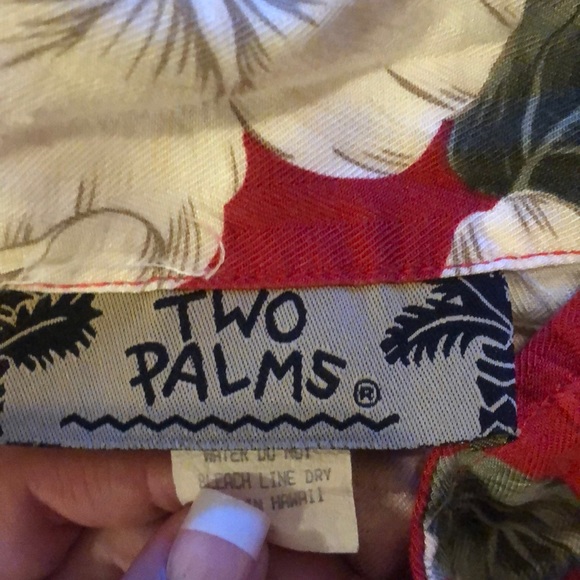 TWO
PALMS®
WATER DO NOT
BLEACH LINE DRY
IN HAWAII